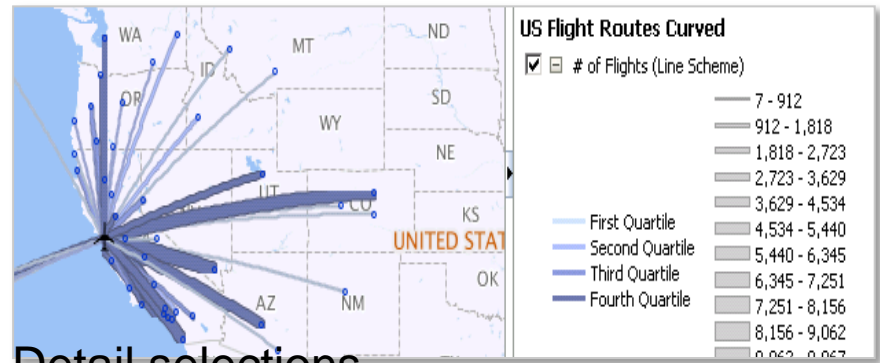 WA
MT
ND
OR
ID
SD
WY
NE
UT
CO
KS
UNITED STAT
OK
AZ
NM
US Flight Routes Curved
# of Flights (Line Scheme)
First Quartile
Second Quartile
Third Quartile
Fourth Quartile
7 - 912
912 - 1,818
1,818 - 2,723
2,723 - 3,629
3,629 - 4,534
4,534 - 5,440
5,440 - 6,345
6,345 - 7,251
7,251 - 8,156
8,156 - 9,062
Detail selections